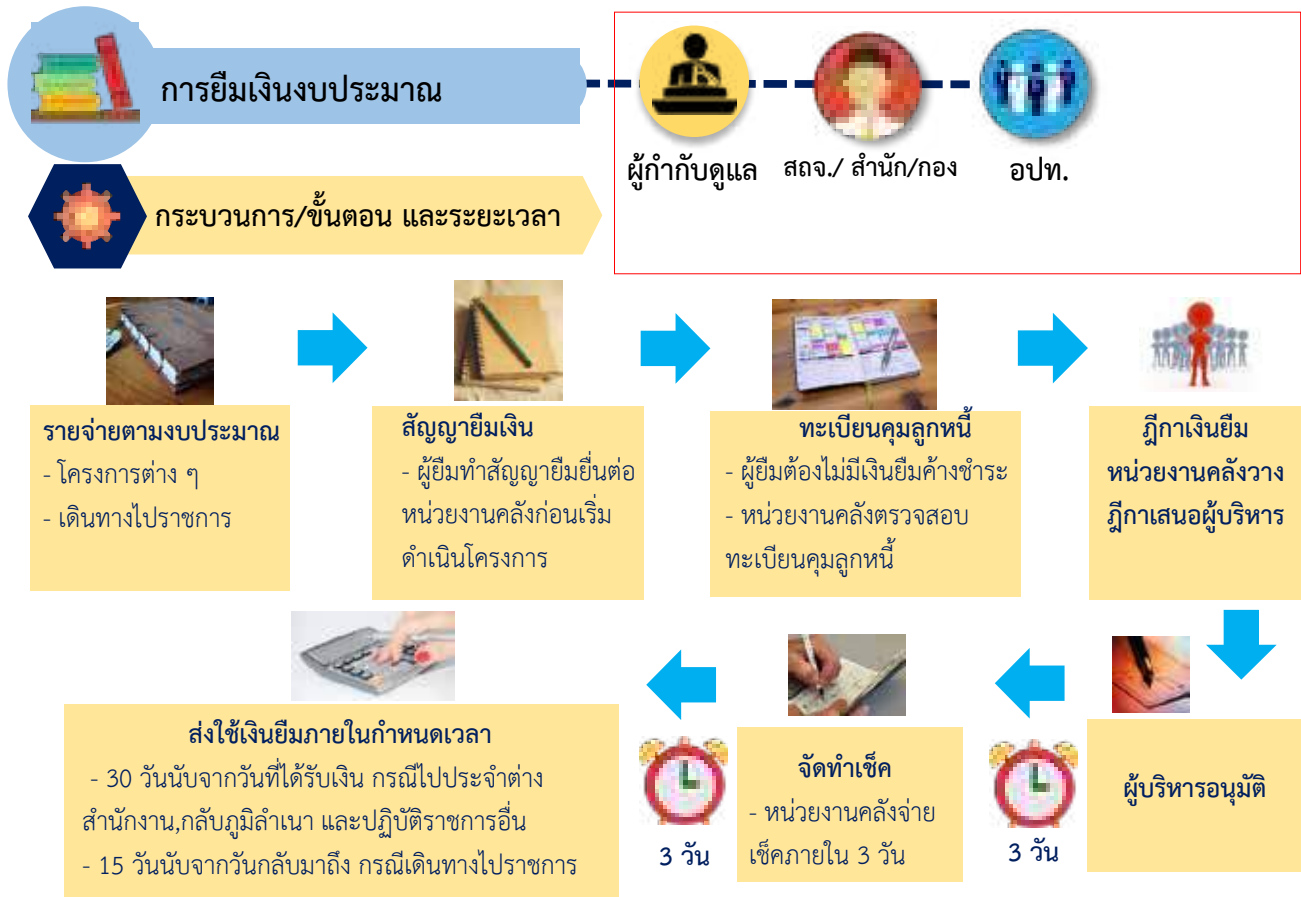 การยืมเงินงบประมาณ
ผู้กำกับดูแล
สถจ./ สำนัก/กอง
อปท.
กระบวนการ/ขั้นตอน และระยะเวลา
รายจ่ายตามงบประมาณ
- โครงการต่าง ๆ
- เดินทางไปราชการ
สัญญายืมเงิน
- ผู้ยืมทำสัญญายืมยื่นต่อ
หน่วยงานคลังก่อนเริ่ม
ดำเนินโครงการ
ทะเบียนคุมลูกหนี้
- ผู้ยืมต้องไม่มีเงินยืมค้างชำระ
- หน่วยงานคลังตรวจสอบ
ทะเบียนคุมลูกหนี้
ฎีกาเงินยืม
หน่วยงานคลังวาง
ฎีกาเสนอผู้บริหาร
ผู้บริหารอนุมัติ
3 วัน
จัดทำเช็ค
- หน่วยงานคลังจ่าย
เช็คภายใน 3 วัน
3 วัน
ส่งใช้เงินยืมภายในกำหนดเวลา
- 30 วันนับจากวันที่ได้รับเงิน กรณีไปประจำต่าง
สำนักงาน,กลับภูมิลำเนา และปฏิบัติราชการอื่น
- 15 วันนับจากวันกลับมาถึง กรณีเดินทางไปราชการ